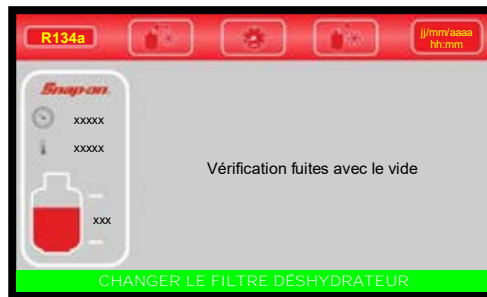 R134a
jj/mm/aaaa
hh:mm
Snap-on
xxxxx
xxxxx
Vérification fuites avec le vide
xxx
CHANGER LE FILTRE DÉSHYDRATEUR